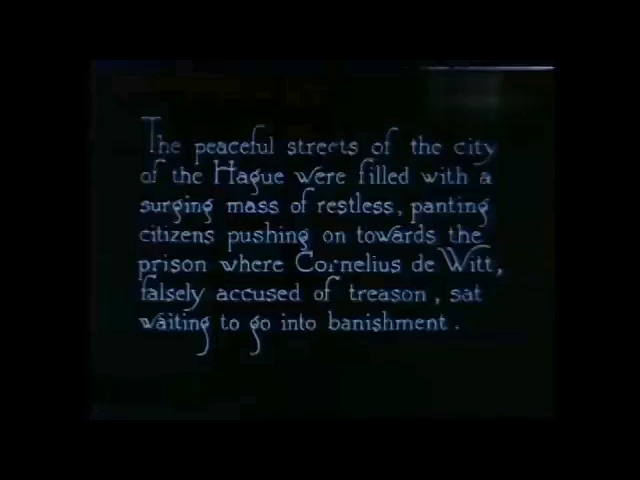 The peaceful streets of the city
of the Hague were filled with a
surging mass of restless, panting
citizens pushing on towards the
prison where Cornelius de Witt,
falsely accused of treason, sat
waiting to go into banishment.